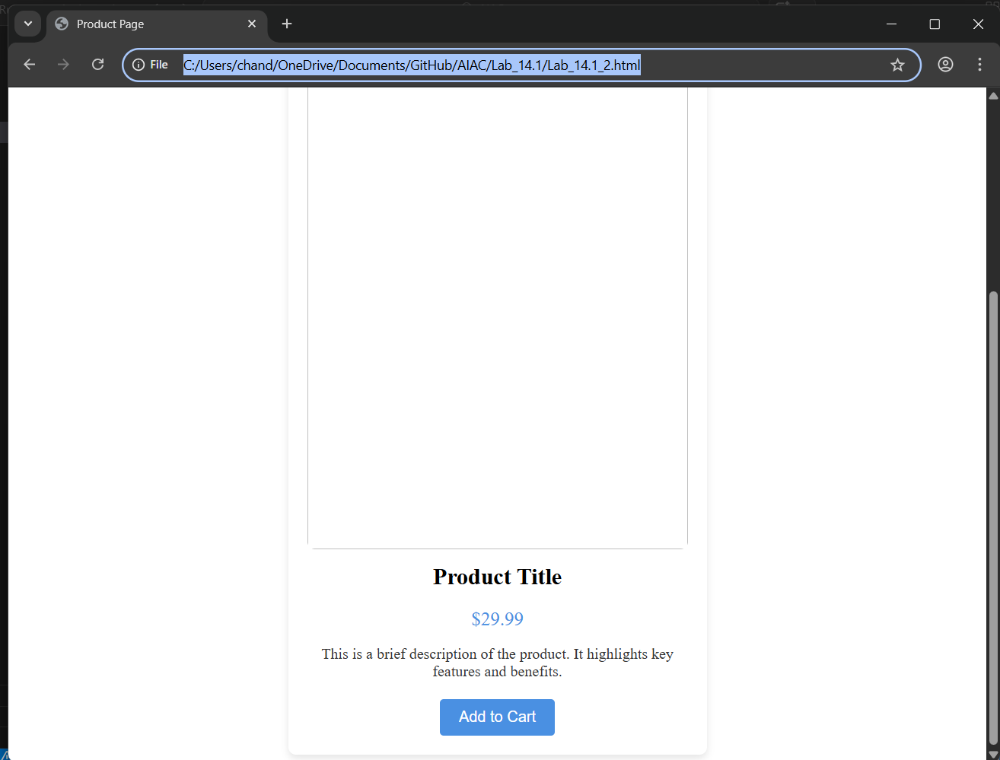 Product Page
File
C:/Users/chand/OneDrive/Documents/GitHub/AIAC/Lab_14.1/Lab_14.1_2.html
Product Title
$29.99
This is a brief description of the product. It highlights key
features and benefits.
Add to Cart